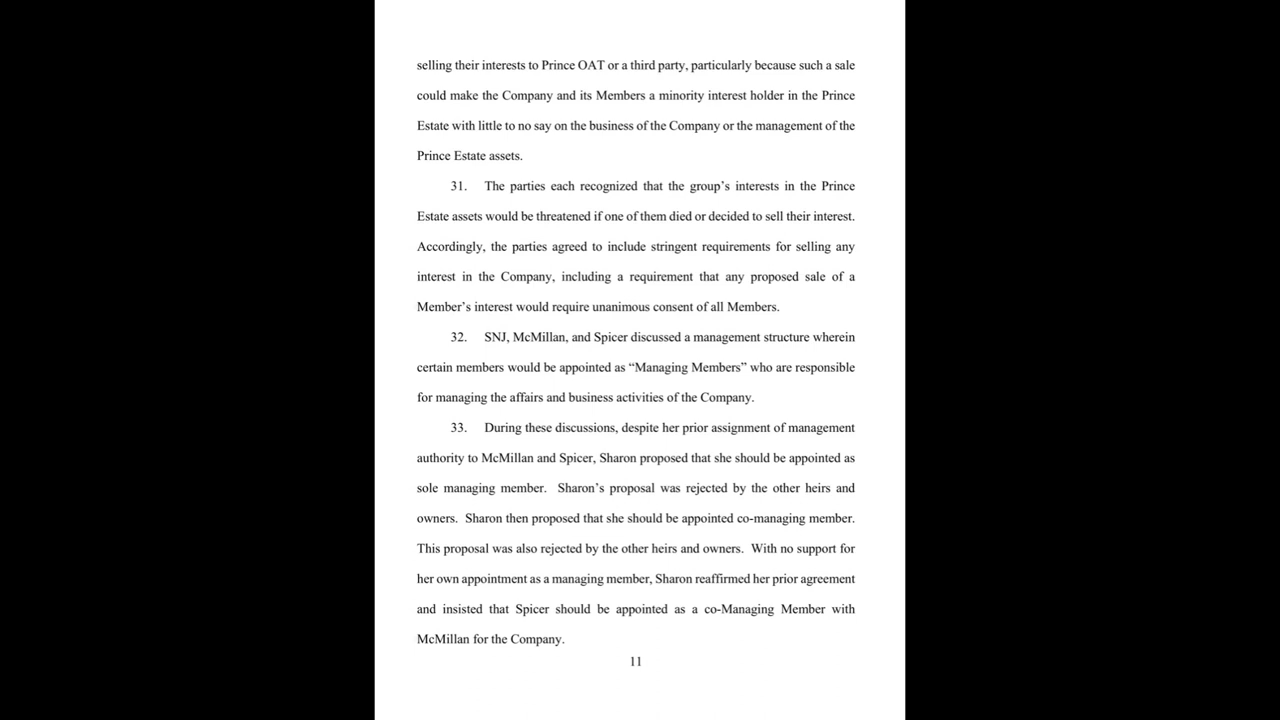 selling their interests to Prince OAT or a third party, particularly because such a sale
could make the Company and its Members a minority interest holder in the Prince
Estate with little to no say on the business of the Company or the management of the
Prince Estate assets.
31. The parties each recognized that the group’s interests in the Prince
Estate assets would be threatened if one of them died or decided to sell their interest.
Accordingly, the parties agreed to include stringent requirements for selling any
interest in the Company, including a requirement that any proposed sale of a
Member’s interest would require unanimous consent of all Members.
32. SNJ, McMillan, and Spicer discussed a management structure wherein
certain members would be appointed as “Managing Members” who are responsible
for managing the affairs and business activities of the Company.
33. During these discussions, despite her prior assignment of management
authority to McMillan and Spicer, Sharon proposed that she should be appointed as
sole managing member. Sharon’s proposal was rejected by the other heirs and
owners. Sharon then proposed that she should be appointed co-managing member.
This proposal was also rejected by the other heirs and owners. With no support for
her own appointment as a managing member, Sharon reaffirmed her prior agreement
and insisted that Spicer should be appointed as a co-Managing Member with
McMillan for the Company.
11